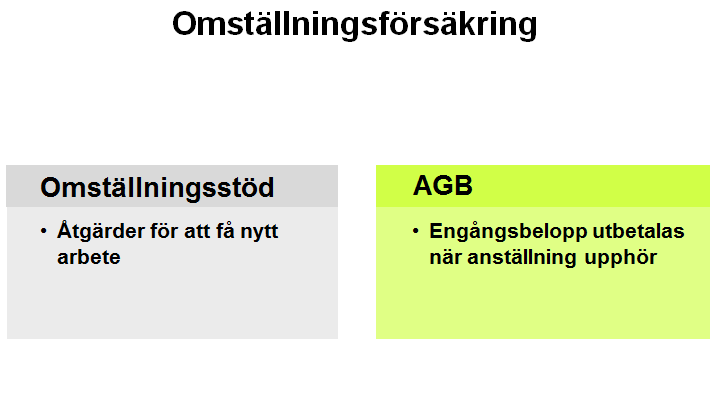 Omställningsförsäkring
Omställningsstöd
• Åtgärder för att få nytt
arbete
AGB
• Engångsbelopp utbetalas
när anställning upphör